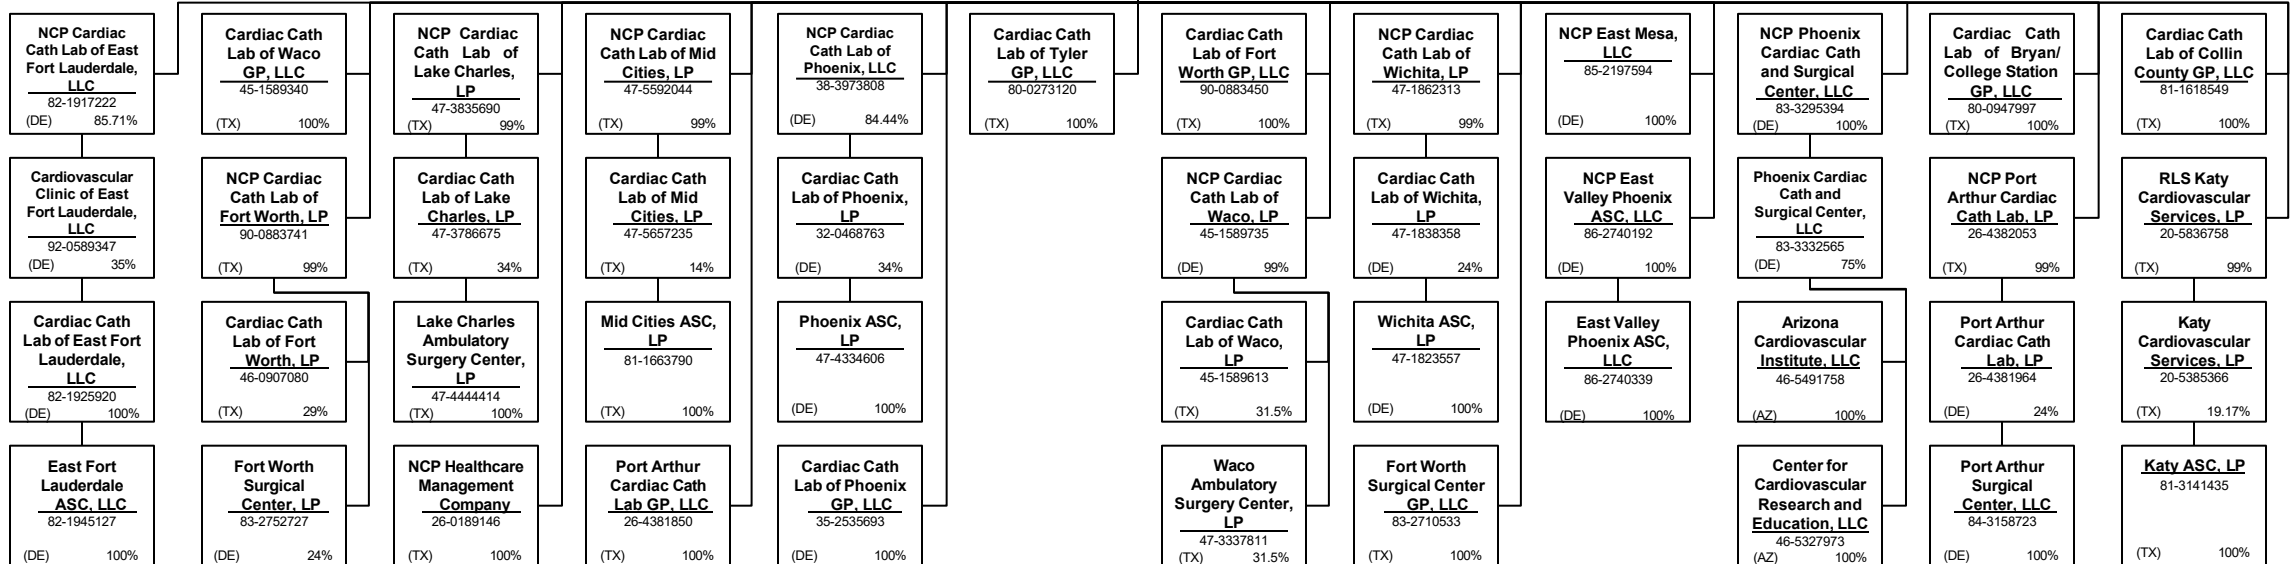 NCP Cardiac
Cath Lab of East
Fort Lauderdale,
LLC
82-1917222
(DE) 85.71%
Cardiac Cath
Lab of Waco
GP, LLC
45-1589340
(TX) 100%
NCP Cardiac
Cath Lab of
Lake Charles,
LP
47-3835690
(TX) 99%
NCP Cardiac
Cath Lab of Mid
Cities, LP
47-5592044
(TX) 99%
NCP Cardiac
Cath Lab of
Phoenix, LLC
38-3973808
(DE) 84.44%
Cardiac Cath
Lab of Tyler
GP, LLC
80-0273120
(TX) 100%
Cardiac Cath
Lab of Fort
Worth GP, LLC
90-0883450
(TX) 100%
NCP Cardiac
Cath Lab of
Wichita, LP
47-1862313
(TX) 99%
NCP East Mesa,
LLC
85-2197594
(DE) 100%
NCP Phoenix
Cardiac Cath
and Surgical
Center, LLC
83-3295394
(DE) 100%
Cardiac Cath
Lab of Bryan/
College Station
GP, LLC
80-0947997
(TX) 100%
Cardiac Cath
Lab of Collin
County GP, LLC
81-1618549
(TX) 100%
Cardiovascular
Clinic of East
Fort Lauderdale,
LLC
92-0589347
(DE) 35%
NCP Cardiac
Cath Lab of
Fort Worth, LP
90-0883741
(TX) 99%
Cardiac Cath
Lab of Lake
Charles, LP
47-3786675
(TX) 34%
Cardiac Cath
Lab of Mid
Cities, LP
47-5657235
(TX) 14%
Cardiac Cath
Lab of Phoenix,
LP
32-0468763
(DE) 34%
NCP Cardiac
Cath Lab of
Waco, LP
45-1589735
(DE) 99%
Cardiac Cath
Lab of Wichita,
LP
47-1838358
(DE) 24%
NCP East
Valley Phoenix
ASC, LLC
86-2740192
(DE) 100%
Phoenix Cardiac
Cath and
Surgical Center,
LLC
83-3332565
(DE) 75%
NCP Port
Arthur Cardiac
Cath Lab, LP
26-4382053
(TX) 99%
RLS Katy
Cardiovascular
Services, LP
20-5836758
(TX) 99%
Cardiac Cath
Lab of East Fort
Lauderdale,
LLC
82-1925920
(DE) 100%
Cardiac Cath
Lab of Fort
Worth, LP
46-0907080
(TX) 29%
Lake Charles
Ambulatory
Surgery Center,
LP
47-4444414
(TX) 100%
Mid Cities ASC,
LP
81-1663790
(TX) 100%
Phoenix ASC,
LP
47-4334606
(DE) 100%
Cardiac Cath
Lab of Waco,
LP
45-1589613
(TX) 31.5%
Wichita ASC,
LP
47-1823557
(DE) 100%
East Valley
Phoenix ASC,
LLC
86-2740339
(DE) 100%
Arizona
Cardiovascular
Institute, LLC
46-5491758
(AZ) 100%
Port Arthur
Cardiac Cath
Lab, LP
26-4381964
(DE) 24%
Katy
Cardiovascular
Services, LP
20-5385366
(TX) 19.17%
East Fort
Lauderdale
ASC, LLC
82-1945127
(DE) 100%
Fort Worth
Surgical
Center, LP
83-2752727
(DE) 24%
NCP Healthcare
Management
Company
26-0189146
(TX) 100%
Port Arthur
Cardiac Cath
Lab GP, LLC
26-4381850
(TX) 100%
Cardiac Cath
Lab of Phoenix
GP, LLC
35-2535693
(DE) 100%
Waco
Ambulatory
Surgery Center,
LP
47-3337811
(TX) 31.5%
Fort Worth
Surgical Center
GP, LLC
83-2710533
(TX) 100%
Center for
Cardiovascular
Research and
Education, LLC
46-5327973
(AZ) 100%
Port Arthur
Surgical
Center, LLC
84-3158723
(DE) 100%
Katy ASC, LP
81-3141435
(TX) 100%